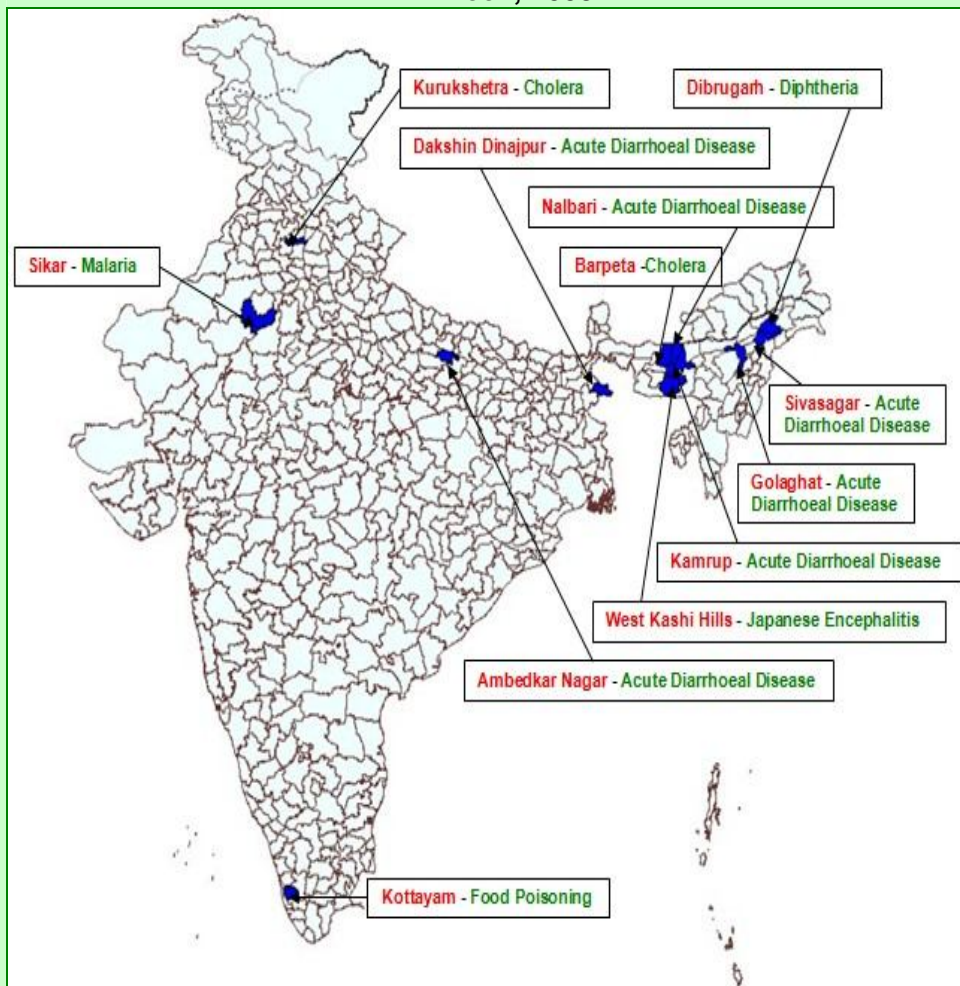 Kurukshetra - Cholera
Dibrugarh - Diphtheria
Dakshin Dinajpur - Acute Diarrhoeal Disease
Nalbari - Acute Diarrhoeal Disease
Barpeta -Cholera
Sikar - Malaria
Sivasagar - Acute
Diarrhoeal Disease
Golaghat - Acute
Diarrhoeal Disease
Kamrup - Acute Diarrhoeal Disease
West Kashi Hills - Japanese Encephalitis
Ambedkar Nagar - Acute Diarrhoeal Disease
Kottayam - Food Poisoning